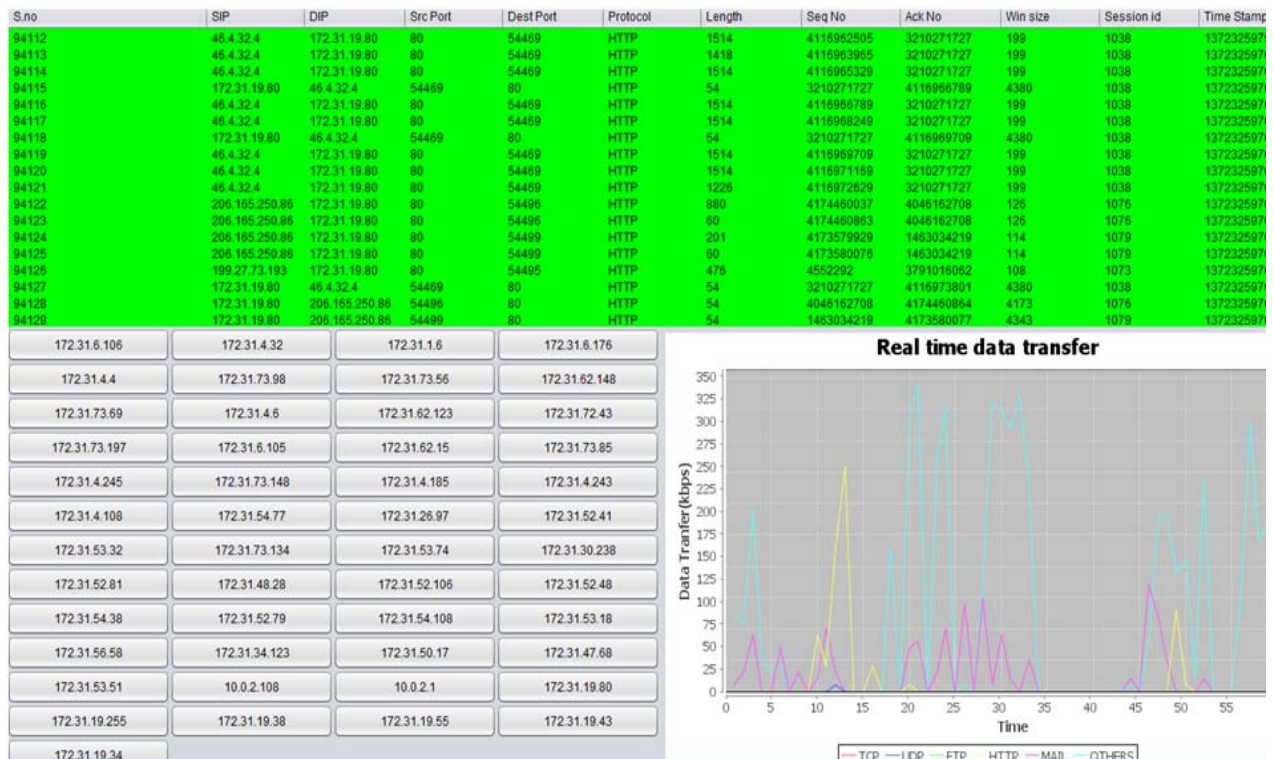 S.no SIP DIP Src Port Dest Port Protocol Length Seq No Ack No Win size Session id Time Stamp
94112 46.4.32.4 172.31.19.80 80 54469 HTTP 1514 4116962505 3210271727 199 1038 1372325975
94113 46.4.32.4 172.31.19.80 80 54469 HTTP 1418 4116963965 3210271727 199 1038 1372325976
94114 46.4.32.4 172.31.19.80 80 54469 HTTP 1514 4116965329 3210271727 199 1038 1372325976
94115 172.31.19.80 46.4.32.4 54469 80 HTTP 54 3210271727 4116966789 4380 1038 1372325976
94116 46.4.32.4 172.31.19.80 80 54469 HTTP 1514 4116966789 3210271727 199 1038 1372325976
94117 46.4.32.4 172.31.19.80 80 54469 HTTP 1514 4116968249 3210271727 199 1038 1372325976
94118 172.31.19.80 46.4.32.4 54469 80 HTTP 54 3210271727 4116969709 4380 1038 1372325976
94119 46.4.32.4 172.31.19.80 80 54469 HTTP 1514 4116969709 3210271727 199 1038 1372325976
94120 46.4.32.4 172.31.19.80 80 54469 HTTP 1514 4116971169 3210271727 199 1038 1372325976
94121 46.4.32.4 172.31.19.80 80 54469 HTTP 1226 4116972629 3210271727 199 1038 1372325976
94122 206.165.250.86 172.31.19.80 80 54496 HTTP 880 4174460037 4046162708 126 1076 1372325976
94123 206.165.250.86 172.31.19.80 80 54496 HTTP 60 4174460863 4046162708 126 1076 1372325976
94124 206.165.250.86 172.31.19.80 80 54499 HTTP 201 4173579929 1463034219 114 1079 1372325976
94125 206.165.250.86 172.31.19.80 80 54499 HTTP 60 4173580076 1463034219 114 1079 1372325976
94126 199.27.73.193 172.31.19.80 80 54495 HTTP 476 4552292 3791016062 108 1073 1372325976
94127 172.31.19.80 46.4.32.4 54469 80 HTTP 54 3210271727 4116973801 4380 1038 1372325976
94128 172.31.19.80 206.165.250.86 54496 80 HTTP 54 4046162708 4174460864 4173 1076 1372325976
94129 172.31.19.80 206.165.250.86 54499 80 HTTP 54 1463034219 4173580077 4343 1079 1372325976
172.31.6.106 172.31.4.32 172.31.1.6 172.31.6.176
172.31.4.4 172.31.73.98 172.31.73.56 172.31.62.148
172.31.73.69 172.31.4.6 172.31.62.123 172.31.72.43
172.31.73.197 172.31.6.105 172.31.62.15 172.31.73.85
172.31.4.245 172.31.73.148 172.31.4.185 172.31.4.243
172.31.4.108 172.31.54.77 172.31.26.97 172.31.52.41
172.31.53.32 172.31.73.134 172.31.53.74 172.31.30.238
172.31.52.81 172.31.48.28 172.31.52.106 172.31.52.48
172.31.54.38 172.31.52.79 172.31.54.108 172.31.53.18
172.31.56.58 172.31.34.123 172.31.50.17 172.31.47.68
172.31.53.51 10.0.2.108 10.0.2.1 172.31.19.80
172.31.19.255 172.31.19.38 172.31.19.55 172.31.19.43
172.31.19.34
Real time data transfer
Data Tranfer(kbps)
350
325
300
275
250
225
200
175
150
125
100
75
50
25
0
0 5 10 15 20 25 30 35 40 45 50 55
Time
TCP UDP FTP HTTP MAIL OTHERS